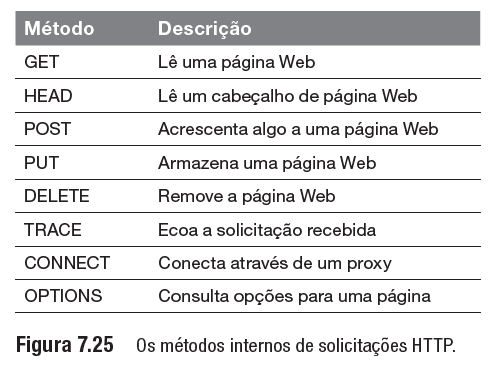 Método Descrição
GET Lê uma página Web
HEAD Lê um cabeçalho de página Web
POST Acrescenta algo a uma página Web
PUT Armazena uma página Web
DELETE Remove a página Web
TRACE Ecoa a solicitação recebida
CONNECT Conecta através de um proxy
OPTIONS Consulta opções para uma página
Figura 7.25 Os métodos internos de solicitações HTTP.